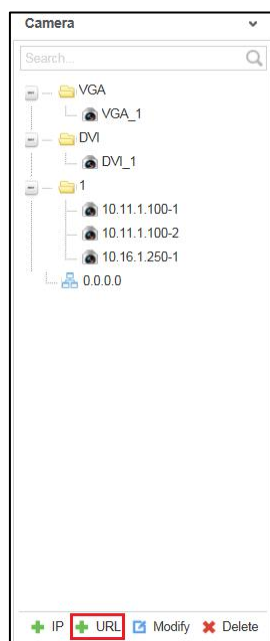 Camera
Search...
VGA
VGA_1
DVI
DVI_1
1
10.11.1.100-1
10.11.1.100-2
10.16.1.250-1
0.0.0.0
IP URL Modify Delete